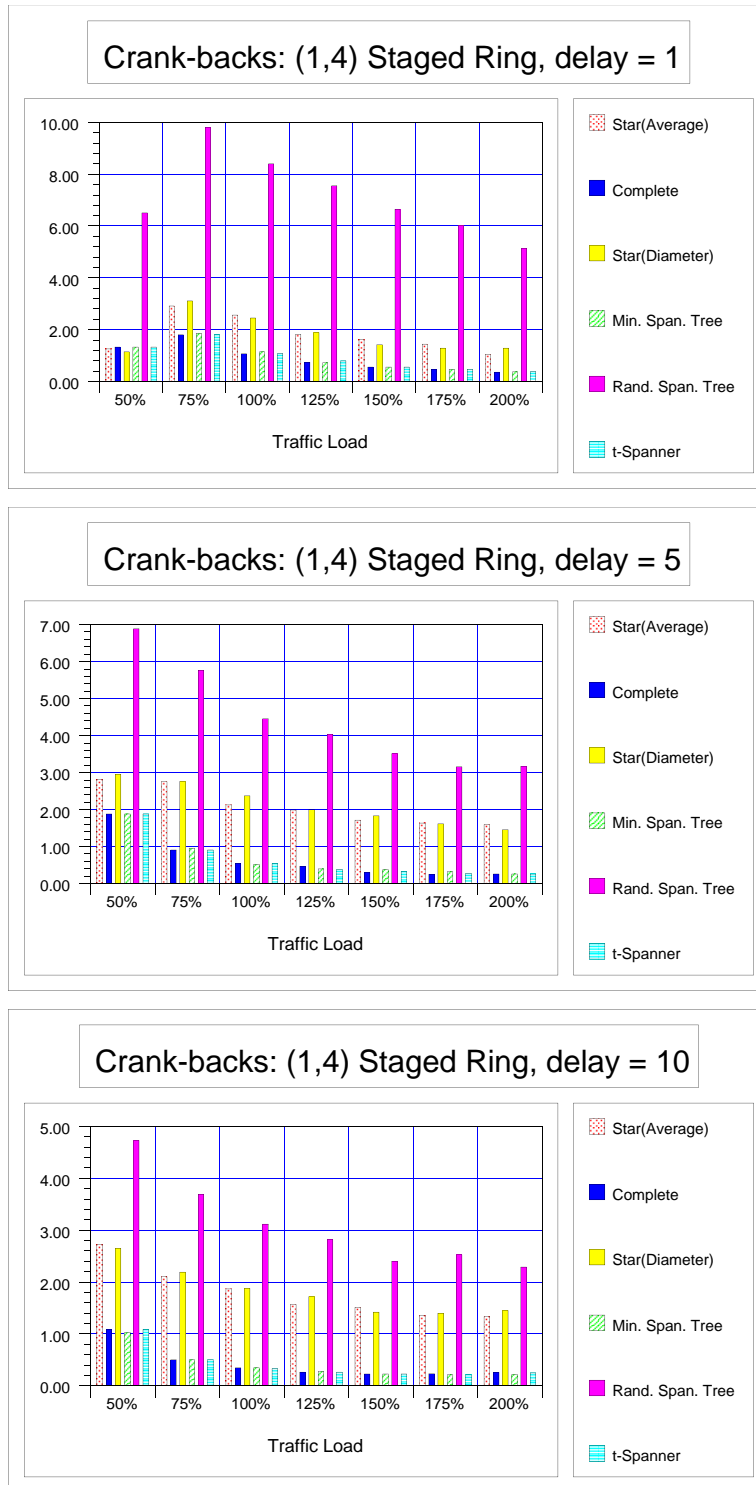 Crank-backs: (1,4) Staged Ring, delay = 1
10.00
8.00
6.00
4.00
2.00
0.00
50% 75% 100% 125% 150% 175% 200%
Traffic Load
Star(Average)
Complete
Star(Diameter)
Min. Span. Tree
Rand. Span. Tree
t-Spanner
Crank-backs: (1,4) Staged Ring, delay = 5
7.00
6.00
5.00
4.00
3.00
2.00
1.00
0.00
50% 75% 100% 125% 150% 175% 200%
Traffic Load
Star(Average)
Complete
Star(Diameter)
Min. Span. Tree
Rand. Span. Tree
t-Spanner
Crank-backs: (1,4) Staged Ring, delay = 10
5.00
4.00
3.00
2.00
1.00
0.00
50% 75% 100% 125% 150% 175% 200%
Traffic Load
Star(Average)
Complete
Star(Diameter)
Min. Span. Tree
Rand. Span. Tree
t-Spanner